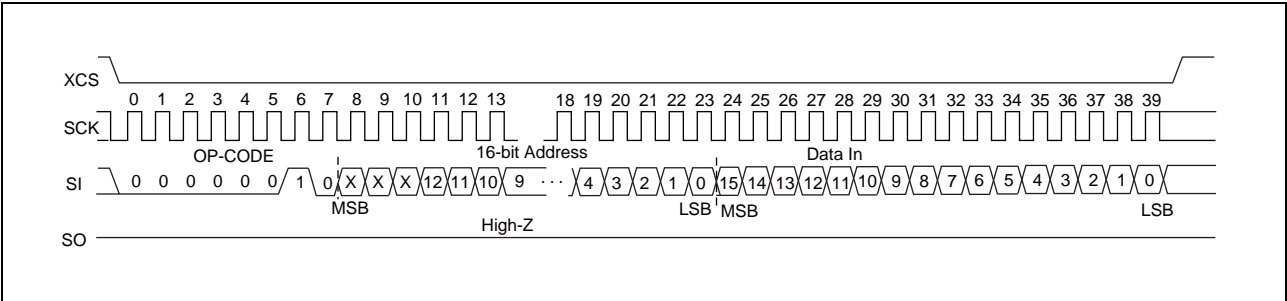 XCS
0 1 2 3 4 5 6 7 8 9 10 11 12 13 18 19 20 21 22 23 24 25 26 27 28 29 30 31 32 33 34 35 36 37 38 39
SCK
OP-CODE 16-bit Address Data In
SI 0 0 0 0 0 0 1 0 X X X 12 11 10 9 ··· 4 3 2 1 0 15 14 13 12 11 10 9 8 7 6 5 4 3 2 1 0
MSB LSB MSB LSB
High-Z
SO